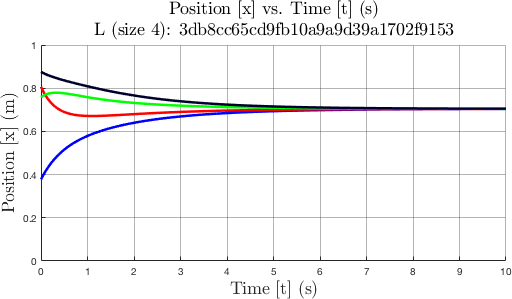 Position [x] vs. Time [t] (s)
L (size 4): 3db8cc65cd9fb10a9a9d39a1702f9153
Position [x] (m)
1
0.8
0.6
0.4
0.2
0
0 1 2 3 4 5 6 7 8 9 10
Time [t] (s)